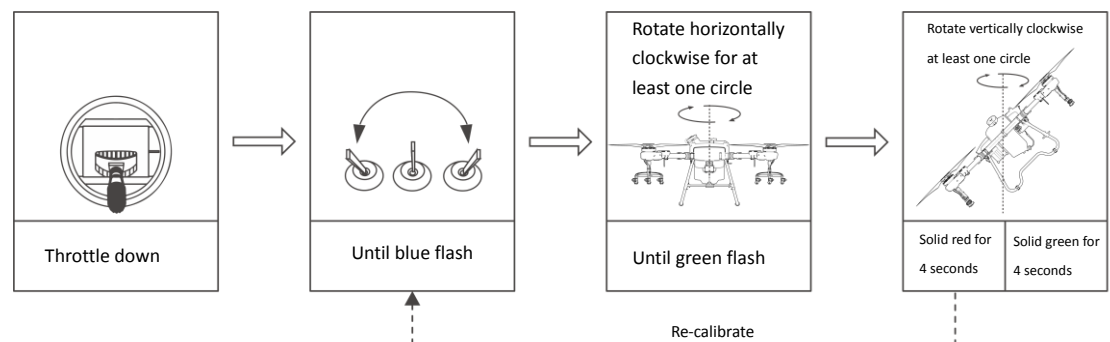 Throttle down
Until blue flash
Rotate horizontally
clockwise for at
least one circle
Until green flash
Rotate vertically clockwise
at least one circle
Solid red for
4 seconds
Solid green for
4 seconds
Re-calibrate